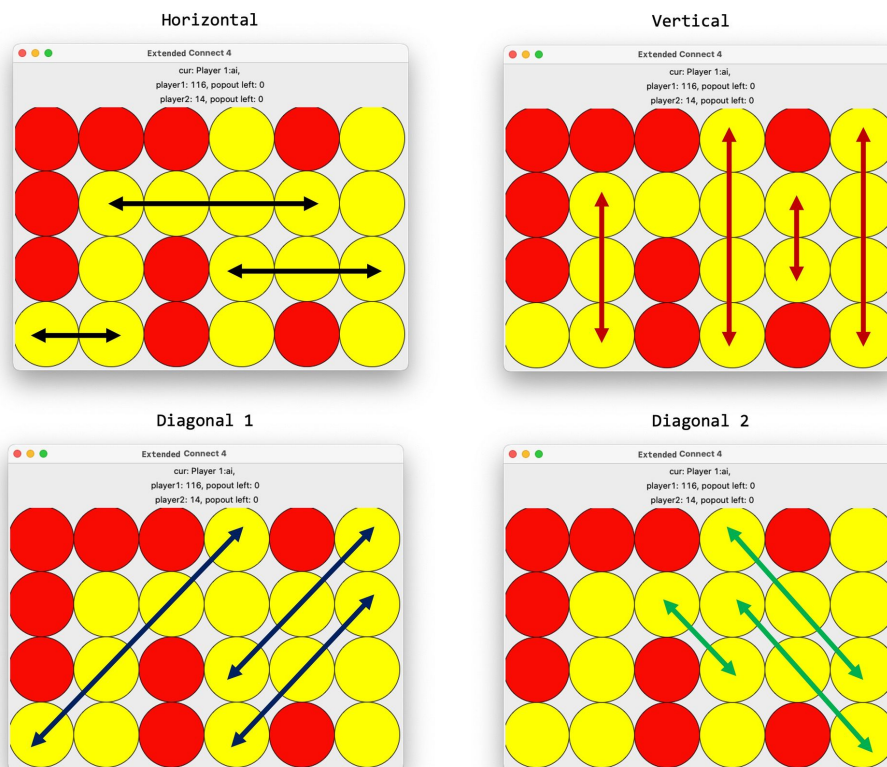 Horizontal
Extended Connect 4
cur: Player 1:ai,
player1: 116, popout left: 0
player2: 14, popout left: 0
Vertical
Extended Connect 4
cur: Player 1:ai,
player1: 116, popout left: 0
player2: 14, popout left: 0
Diagonal 1
Extended Connect 4
cur: Player 1:ai,
player1: 116, popout left: 0
player2: 14, popout left: 0
Diagonal 2
Extended Connect 4
cur: Player 1:ai,
player1: 116, popout left: 0
player2: 14, popout left: 0